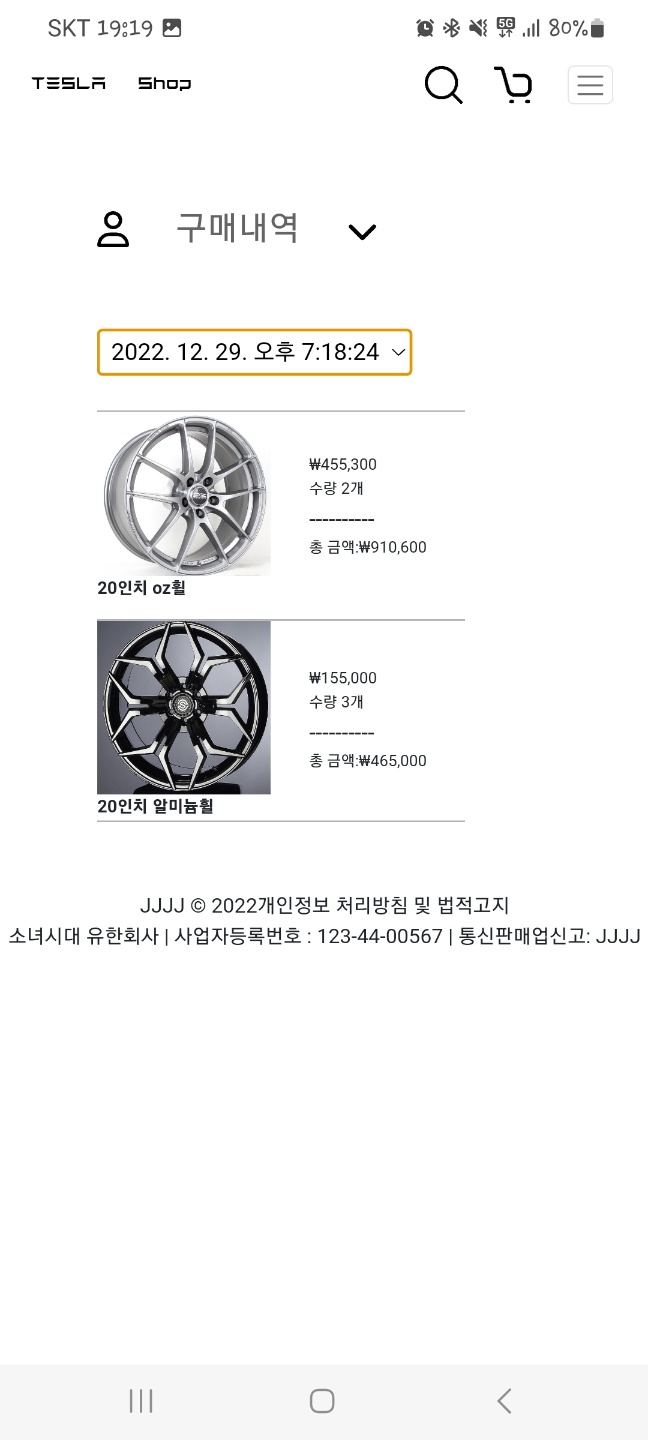 SKT 19:19 5G 80%
TESLA Shop
구매내역
2022. 12. 29. 오후 7:18:24
₩455,300
수량 2개
----------
총 금액:₩910,600
20인치 oz휠
₩155,000
수량 3개
----------
총 금액:₩465,000
20인치 알미늄휠
JJJJ © 2022개인정보 처리방침 및 법적고지
소녀시대 유한회사 | 사업자등록번호 : 123-44-00567 | 통신판매업신고: JJJJ